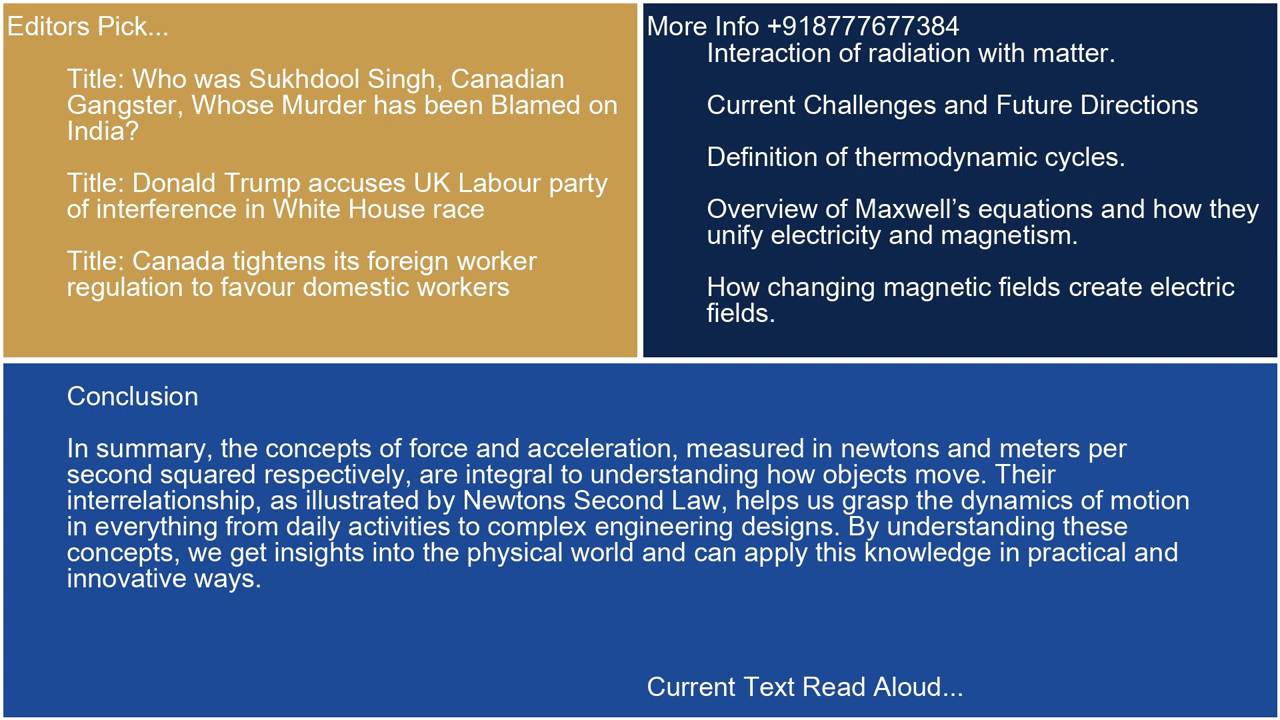 Editors Pick...
Title: Who was Sukhdool Singh, Canadian
Gangster, Whose Murder has been Blamed on
India?
Title: Donald Trump accuses UK Labour party
of interference in White House race
Title: Canada tightens its foreign worker
regulation to favour domestic workers
More Info +918777677384
Interaction of radiation with matter.
Current Challenges and Future Directions
Definition of thermodynamic cycles.
Overview of Maxwell’s equations and how they
unify electricity and magnetism.
How changing magnetic fields create electric
fields.
Conclusion
In summary, the concepts of force and acceleration, measured in newtons and meters per
second squared respectively, are integral to understanding how objects move. Their
interrelationship, as illustrated by Newtons Second Law, helps us grasp the dynamics of motion
in everything from daily activities to complex engineering designs. By understanding these
concepts, we get insights into the physical world and can apply this knowledge in practical and
innovative ways.
Current Text Read Aloud...